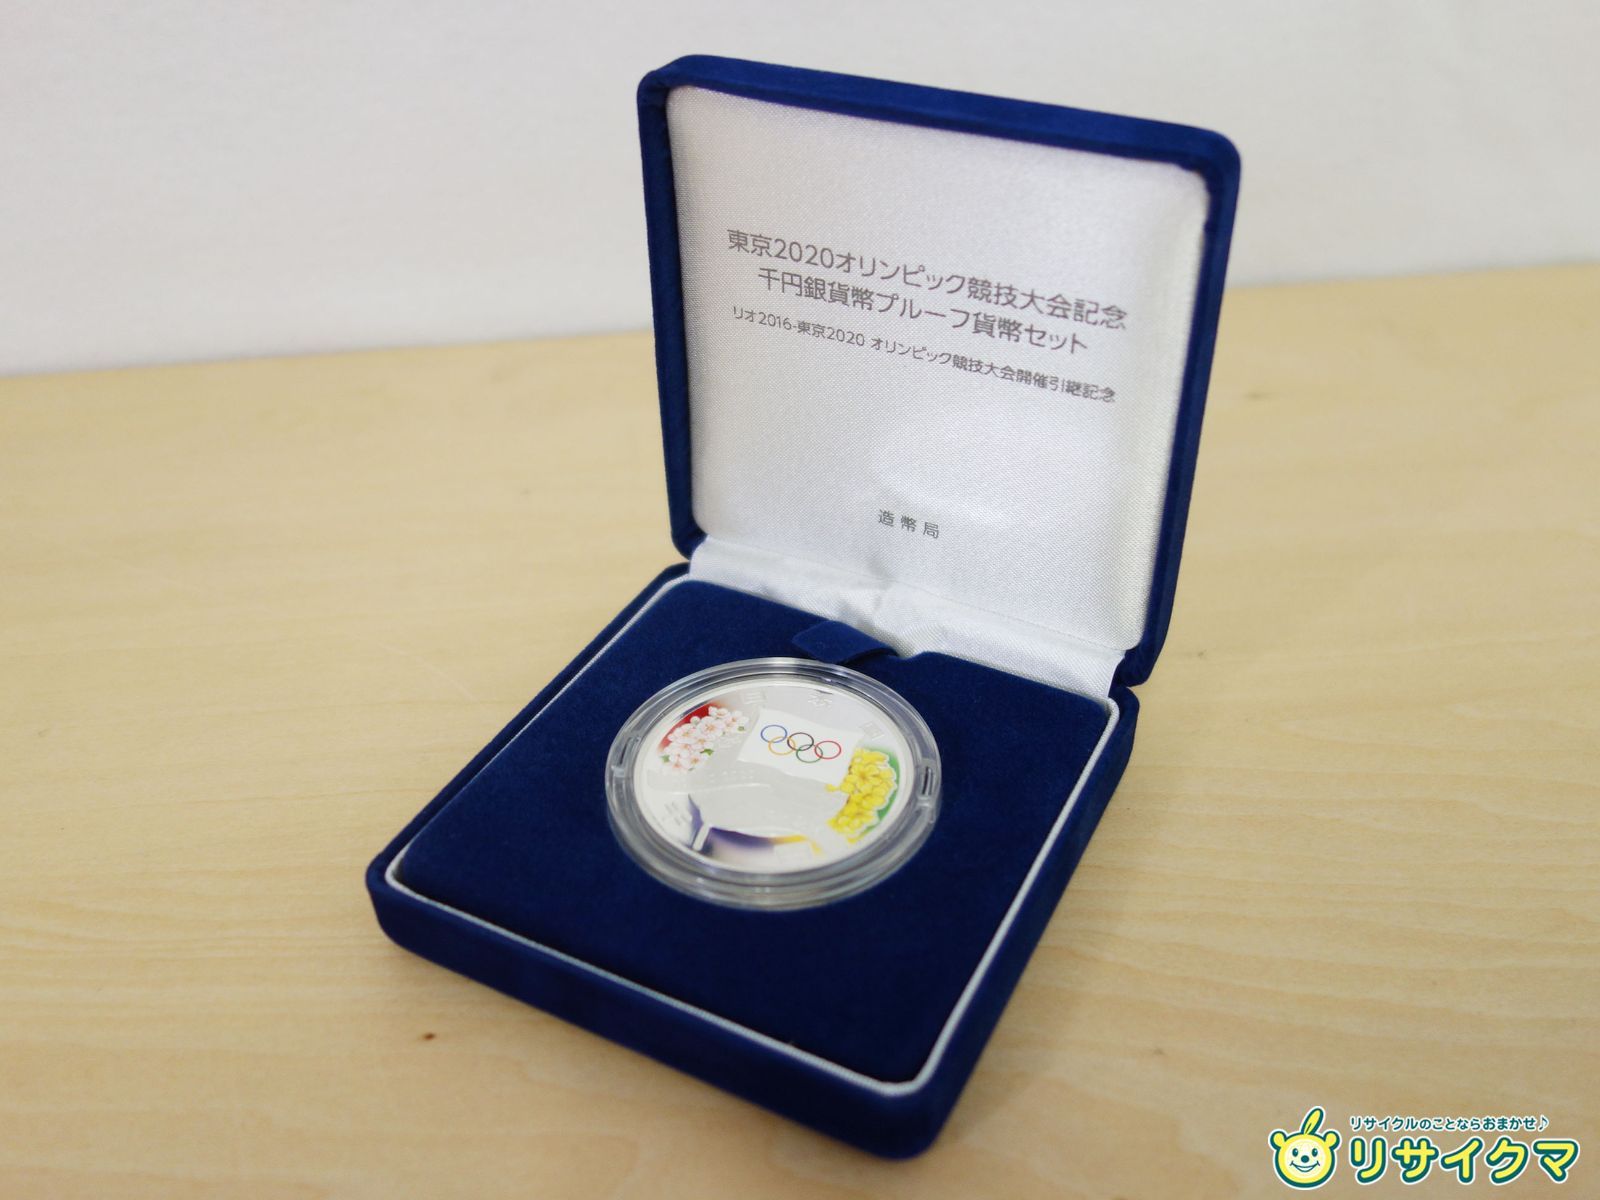 東京2020オリンピック競技大会記念
千円銀貨幣プルーフ貨幣セット
リオ2016-東京2020 オリンピック競技大会開催引継記念
造幣局
リサイクルのことならおまかせ♪
リサイクマ